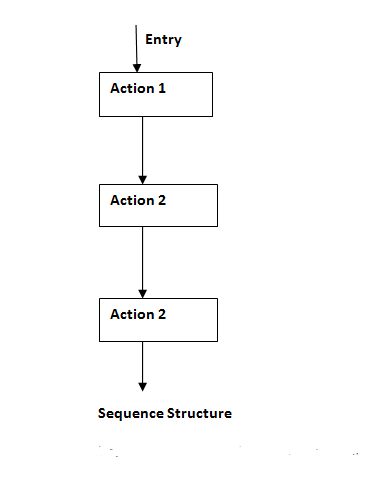 Entry
Action 1
Action 2
Action 2
Sequence Structure